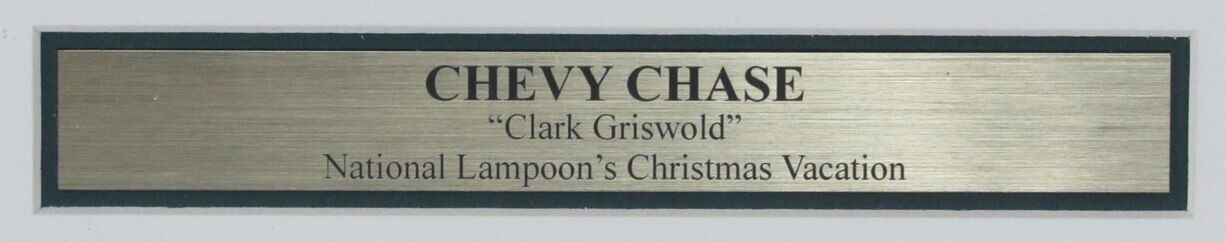 CHEVY CHASE
“Clark Griswold”
National Lampoon’s Christmas Vacation